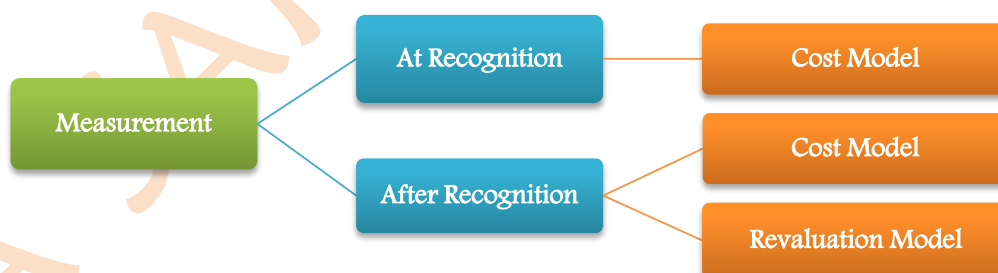 Measurement
At Recognition
Cost Model
After Recognition
Cost Model
Revaluation Model